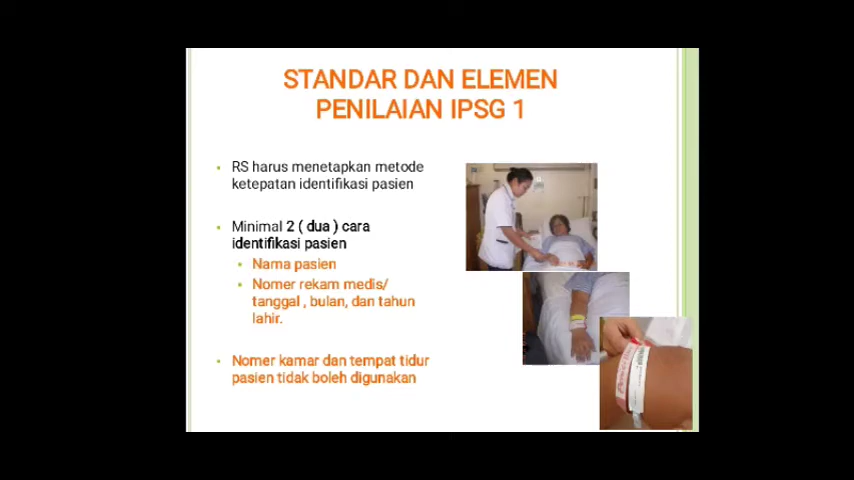 STANDAR DAN ELEMEN
PENILAIAN IPSG 1
• RS harus menetapkan metode
ketepatan identifikasi pasien
• Minimal 2 ( dua ) cara
identifikasi pasien
• Nama pasien
• Nomer rekam medis/
tanggal , bulan, dan tahun
lahir.
• Nomer kamar dan tempat tidur
pasien tidak boleh digunakan